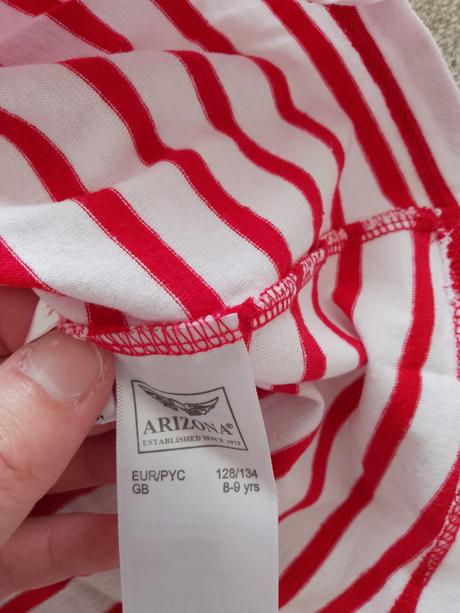 ARIZONA
ESTABLISHED SINCE 1973
EUR/PYC 128/134
GB 8-9 yrs